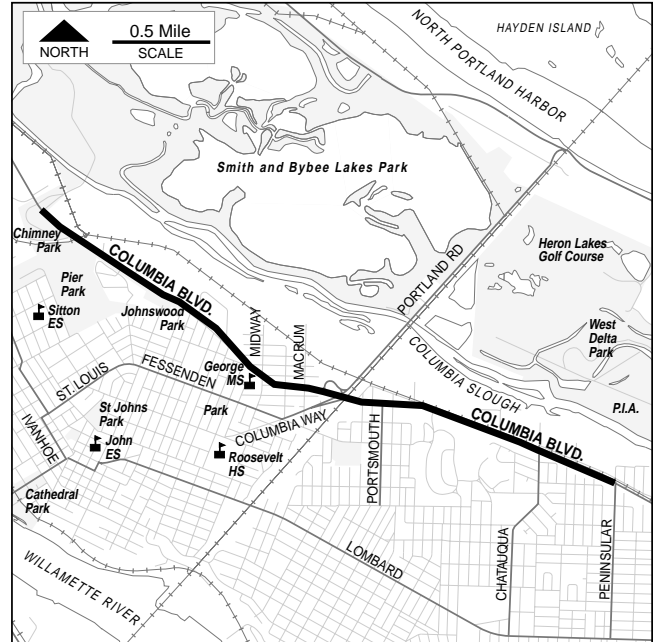 NORTH
0.5 Mile
SCALE
HAYDEN ISLAND
NORTH PORTLAND HARBOR
Smith and Bybee Lakes Park
Chimney
Park
COLUMBIA BLVD.
PORTLAND RD
Heron Lakes
Golf Course
Pier
Park
Sitton
ES
Johnswood
Park
MIDWAY
MACRUM
West
Delta
Park
FESSENDEN
George
MS
COLUMBIA SLOUGH
ST.LOUIS
P.I.A.
IVANHOE
St Johns
Park
Park
COLUMBIA WAY
COLUMBIA BLVD.
John
ES
Roosevelt
HS
PORTSMOUTH
Cathedral
Park
LOMBARD
CHATAUQUA
PENINSULAR
WILLAMETTE RIVER